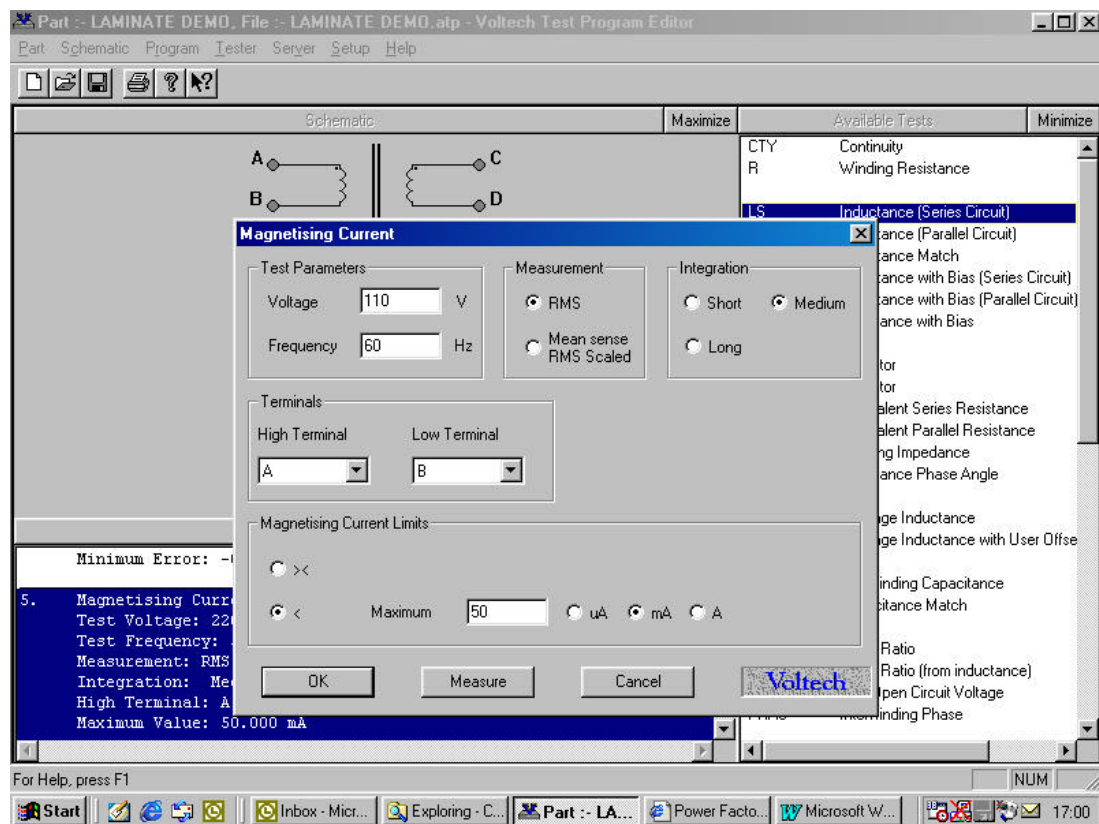 Part :- LAMINATE DEMO, File :- LAMINATE DEMO.atp - Voltech Test Program Editor
Part Schematic Program Tester Server Setup Help
Schematic
Maximize
Available Tests
Minimize
A
B
C
D
CTY Continuity
R Winding Resistance
LS Inductance (Series Circuit)
tance (Parallel Circuit)
tance Match
tance with Bias (Series Circuit)
tance with Bias (Parallel Circuit)
ance with Bias
tor
tor
alent Series Resistance
alent Parallel Resistance
ng Impedance
ance Phase Angle
ge Inductance
ge Inductance with User Offse
inding Capacitance
citance Match
Ratio
Ratio (from inductance)
pen Circuit Voltage
inding Phase
Magnetising Current
Test Parameters
Voltage 110 V
Frequency 60 Hz
Measurement
RMS
Mean sense
RMS Scaled
Integration
Short Medium
Long
Terminals
High Terminal Low Terminal
A B
Magnetising Current Limits
><
< Maximum 50 uA mA A
OK Measure Cancel Voltech
Minimum Error: -
5. Magnetising Curr
Test Voltage: 22
Test Frequency:
Measurement: RMS
Integration: Me
High Terminal: A
Maximum Value: 50.000 mA
For Help, press F1
NUM
Start Inbox - Micr... Exploring - C... Part :- LA... Power Facto... Microsoft W... 17:00